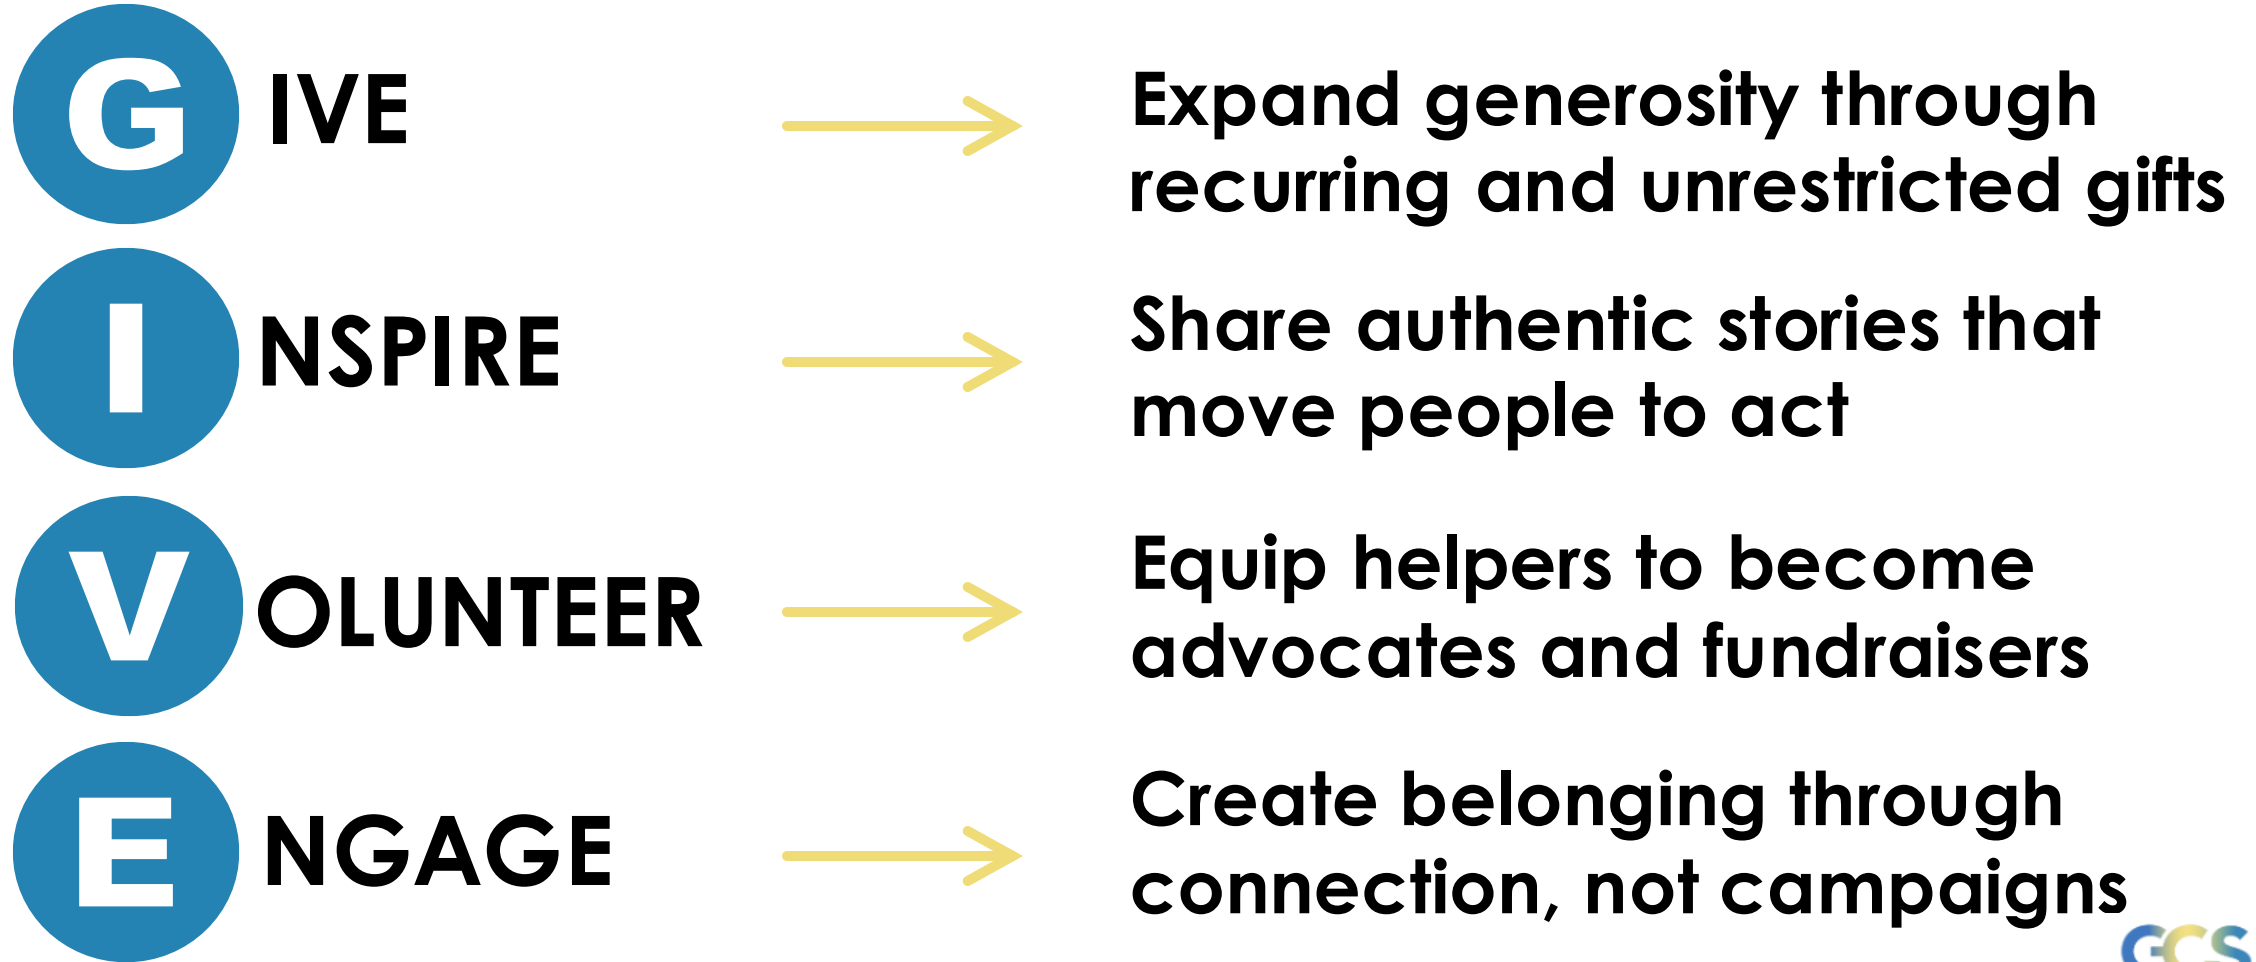 GIVE
Expand generosity through
recurring and unrestricted gifts
INSPIRE
Share authentic stories that
move people to act
VOLUNTEER
Equip helpers to become
advocates and fundraisers
ENGAGE
Create belonging through
connection, not campaigns